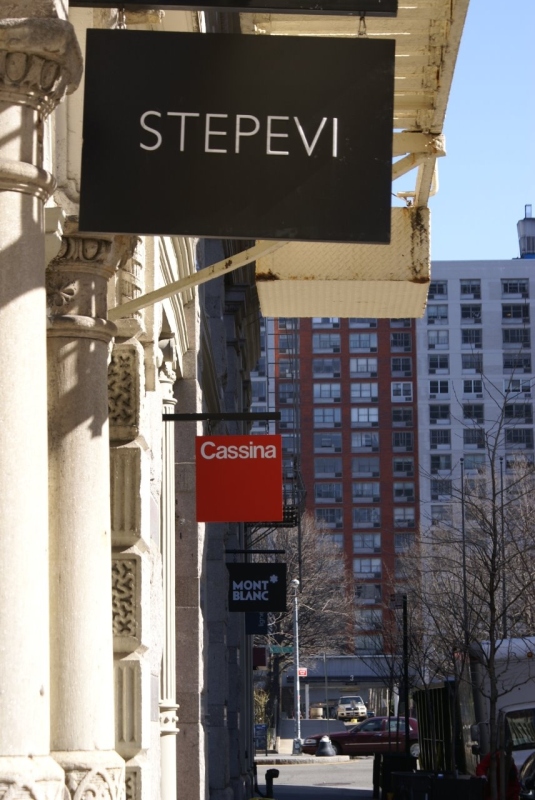 STEPEVI
Cassina
MONT
BLANC